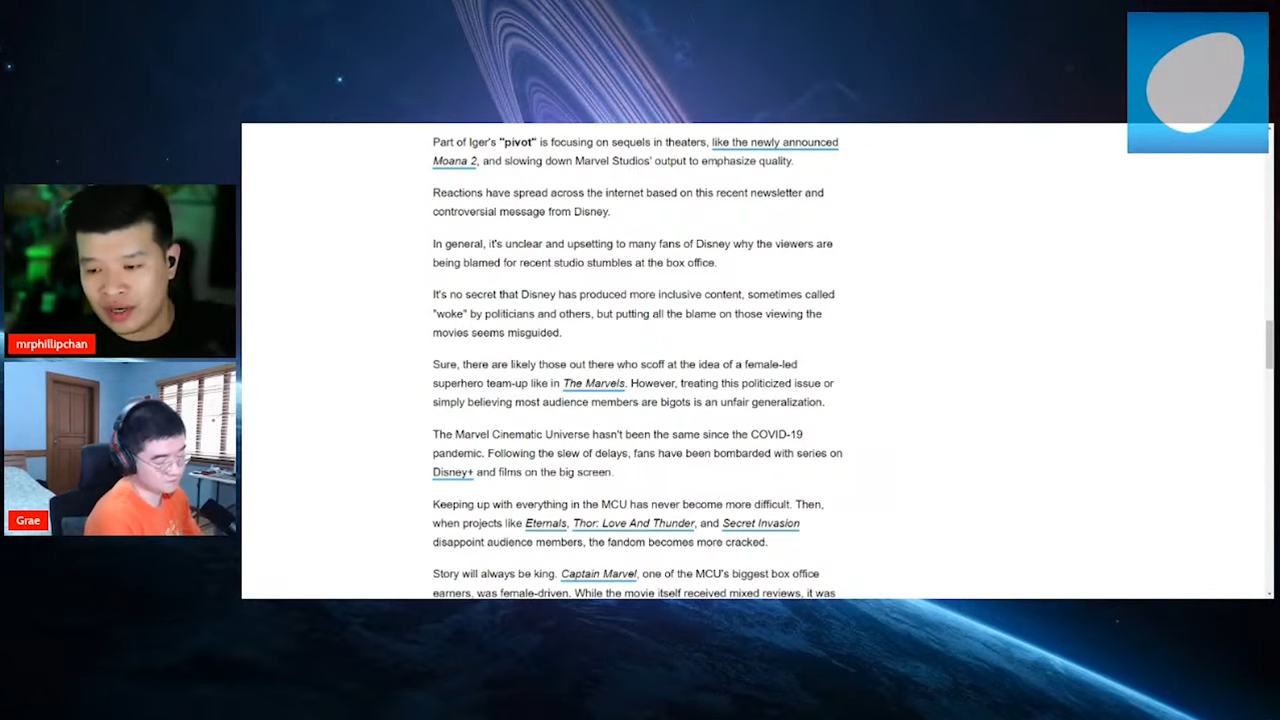 Part of Iger's "pivot" is focusing on sequels in theaters, like the newly announced
Moana 2, and slowing down Marvel Studios' output to emphasize quality.
Reactions have spread across the internet based on this recent newsletter and
controversial message from Disney.
In general, it's unclear and upsetting to many fans of Disney why the viewers are
being blamed for recent studio stumbles at the box office.
It's no secret that Disney has produced more inclusive content, sometimes called
"woke" by politicians and others, but putting all the blame on those viewing the
movies seems misguided.
Sure, there are likely those out there who scoff at the idea of a female-led
superhero team-up like in The Marvels. However, treating this politicized issue or
simply believing most audience members are bigots is an unfair generalization.
The Marvel Cinematic Universe hasn't been the same since the COVID-19
pandemic. Following the slew of delays, fans have been bombarded with series on
Disney+ and films on the big screen.
Keeping up with everything in the MCU has never become more difficult. Then,
when projects like Eternals, Thor: Love And Thunder, and Secret Invasion
disappoint audience members, the fandom becomes more cracked.
Story will always be king. Captain Marvel, one of the MCU's biggest box office
earners, was female-driven. While the movie itself received mixed reviews, it was
mrphillipchan
Grae